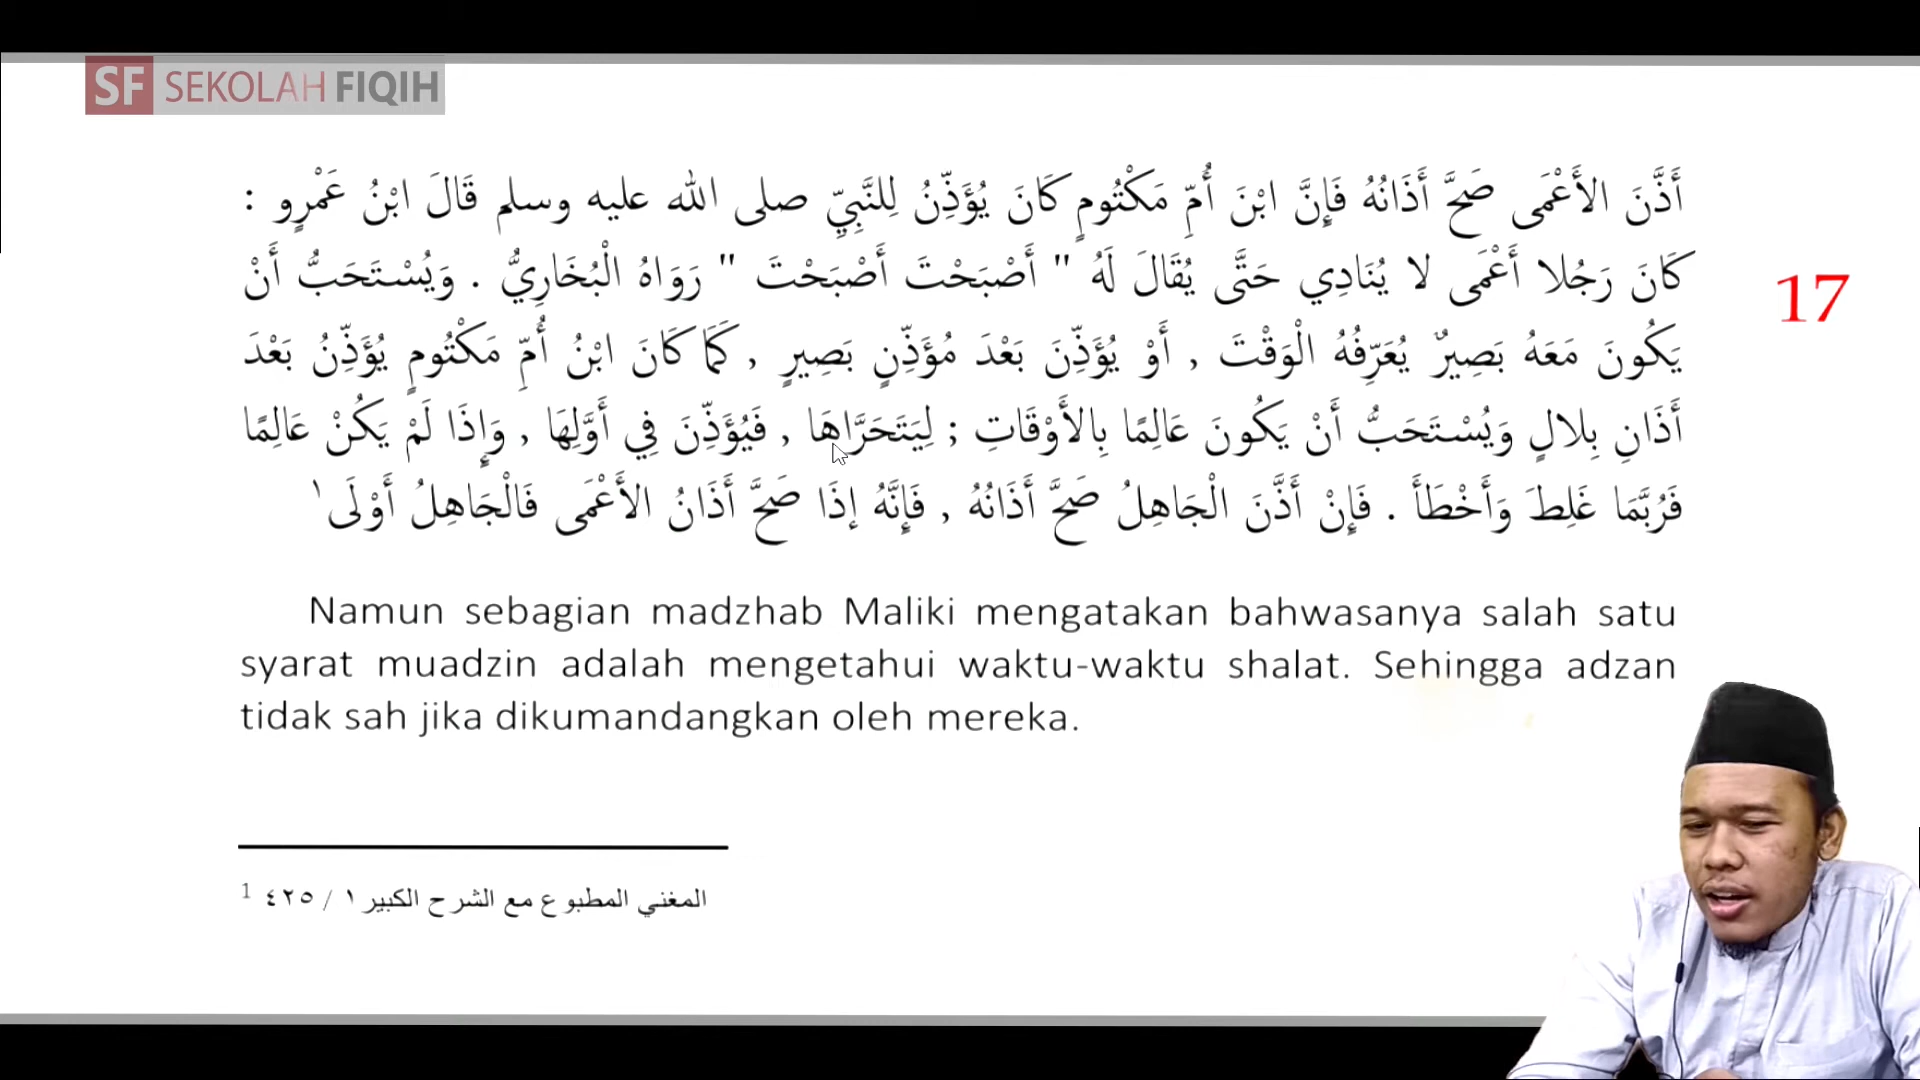 SF SEKOLAH FIQIH
أَذَّنَ الأَعْمَى صَحَّ أَذَانُهُ فَإِنَّ ابْنَ أُمِّ مَكْتُومٍ كَانَ يُؤَذِّنُ لِلنَّبِيِّ صلى الله عليه وسلم قَالَ ابْنُ عَمْرٍو :
كَانَ رَجُلا أَعْمَى لا يُنَادِي حَتَّى يُقَالَ لَهُ " أَصْبَحْتَ أَصْبَحْتَ " رَوَاهُ الْبُخَارِيُّ . وَيُسْتَحَبُّ أَنْ
17
يَكُونَ مَعَهُ بَصِيرٌ يُعَرِّفُهُ الْوَقْتَ , أَوْ يُؤَذِّنَ بَعْدَ مُؤَذِّنٍ بَصِيرٍ , كَمَا كَانَ ابْنُ أُمِّ مَكْتُومٍ يُؤَذِّنُ بَعْدَ
أَذَانِ بِلالٍ وَيُسْتَحَبُّ أَنْ يَكُونَ عَالِمًا بِالأَوْقَاتِ ; لِيَتَحَرَّاهَا , فَيُؤَذِّنَ فِي أَوَّلِهَا , وَإِذَا لَمْ يَكُنْ عَالِمًا
فَرُبَّمَا غَلِطَ وَأَخْطَأَ . فَإِنْ أَذَّنَ الْجَاهِلُ صَحَّ أَذَانُهُ , فَإِنَّهُ إذَا صَحَّ أَذَانُ الأَعْمَى فَالْجَاهِلُ أَوْلَى ١
Namun sebagian madzhab Maliki mengatakan bahwasanya salah satu
syarat muadzin adalah mengetahui waktu-waktu shalat. Sehingga adzan
tidak sah jika dikumandangkan oleh mereka.
1 المغني المطبوع مع الشرح الكبير ١ / ٤٢٥